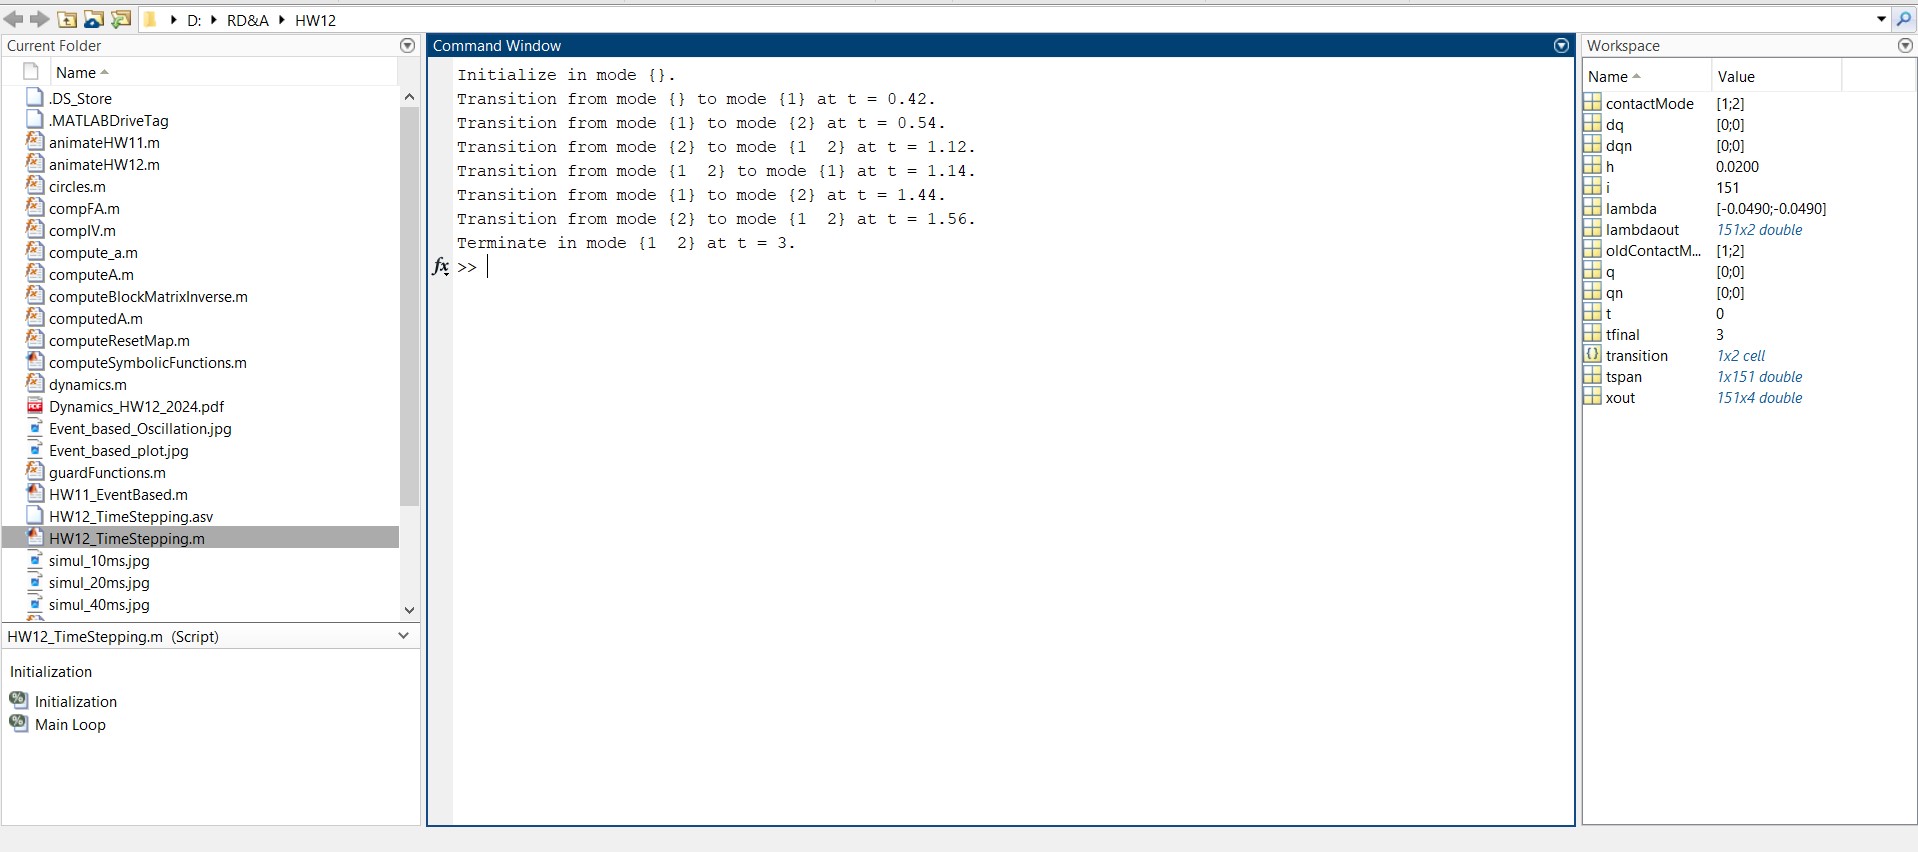 D: ▸ RD&A ▸ HW12
Current Folder
Name
.DS_Store
.MATLABDriveTag
animateHW11.m
animateHW12.m
circles.m
compFA.m
compIV.m
compute_a.m
computeA.m
computeBlockMatrixInverse.m
computedA.m
computeResetMap.m
computeSymbolicFunctions.m
dynamics.m
Dynamics_HW12_2024.pdf
Event_based_Oscillation.jpg
Event_based_plot.jpg
guardFunctions.m
HW11_EventBased.m
HW12_TimeStepping.asv
HW12_TimeStepping.m
simul_10ms.jpg
simul_20ms.jpg
simul_40ms.jpg
HW12_TimeStepping.m (Script)
Initialization
Initialization
Main Loop
Command Window
Initialize in mode {}.
Transition from mode {} to mode {1} at t = 0.42.
Transition from mode {1} to mode {2} at t = 0.54.
Transition from mode {2} to mode {1  2} at t = 1.12.
Transition from mode {1  2} to mode {1} at t = 1.14.
Transition from mode {1} to mode {2} at t = 1.44.
Transition from mode {2} to mode {1  2} at t = 1.56.
Terminate in mode {1  2} at t = 3.
fx >>
Workspace
Name Value
contactMode [1;2]
dq [0;0]
dqn [0;0]
h 0.0200
i 151
lambda [-0.0490;-0.0490]
lambdaout 151x2 double
oldContactM... [1;2]
q [0;0]
qn [0;0]
t 0
tfinal 3
transition 1x2 cell
tspan 1x151 double
xout 151x4 double